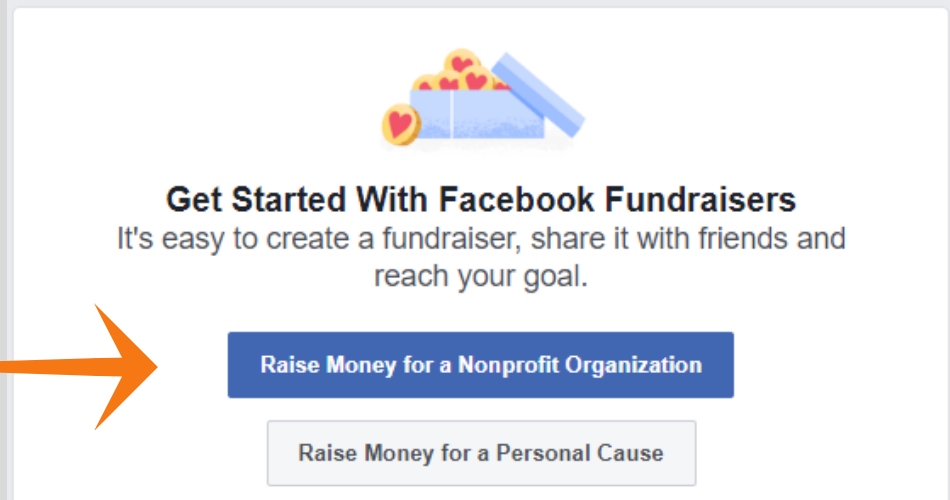 Get Started With Facebook Fundraisers
It's easy to create a fundraiser, share it with friends and
reach your goal.
Raise Money for a Nonprofit Organization
Raise Money for a Personal Cause